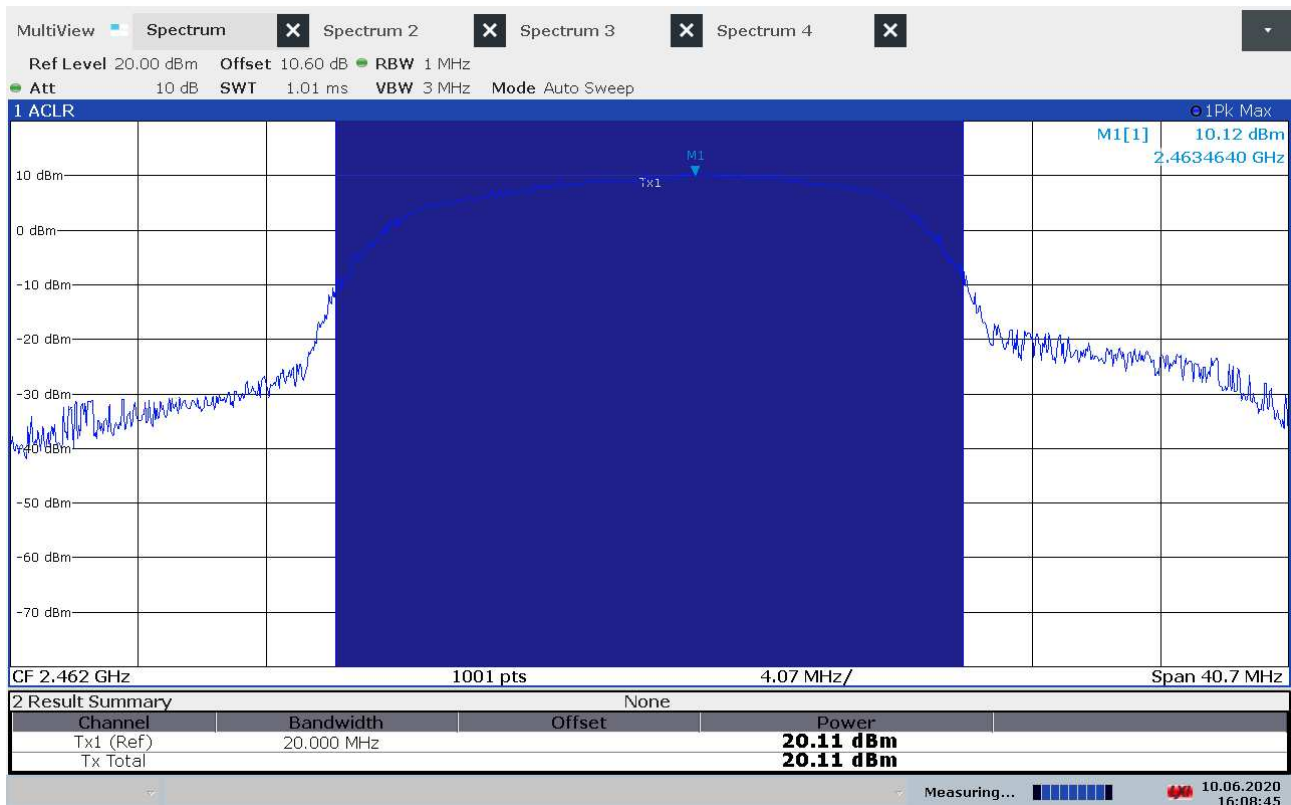 MultiView Spectrum Spectrum 2 Spectrum 3 Spectrum 4
Ref Level 20.00 dBm Offset 10.60 dB RBW 1 MHz
Att 10 dB SWT 1.01 ms VBW 3 MHz Mode Auto Sweep
1 ACLR 1Pk Max
M1[1] 10.12 dBm
2.4634640 GHz
M1
Tx1
10 dBm
0 dBm
-10 dBm
-20 dBm
-30 dBm
-40 dBm
-50 dBm
-60 dBm
-70 dBm
CF 2.462 GHz 1001 pts 4.07 MHz/ Span 40.7 MHz
2 Result Summary None
Channel Bandwidth Offset Power
Tx1 (Ref) 20.000 MHz 20.11 dBm
Tx Total 20.11 dBm
Measuring... 10.06.2020
16:08:45